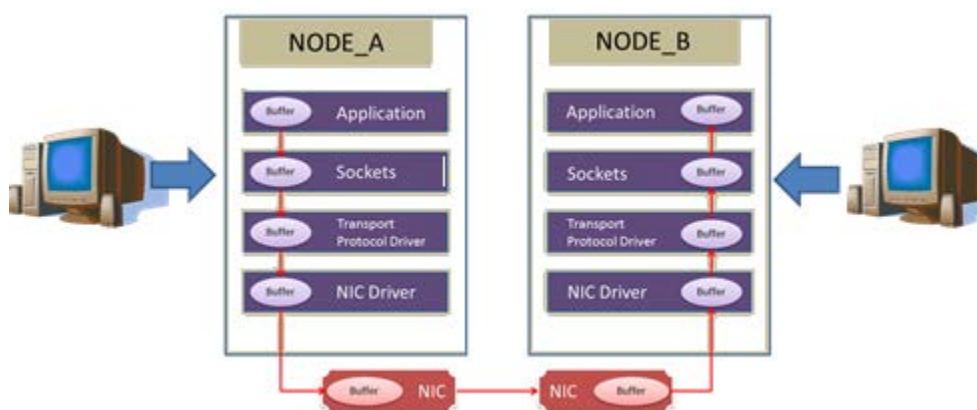 NODE_A
Buffer Application
Buffer Sockets
Buffer Transport
Protocol Driver
Buffer NIC Driver
Buffer NIC
NODE_B
Application Buffer
Sockets Buffer
Transport
Protocol Driver Buffer
NIC Driver Buffer
NIC Buffer